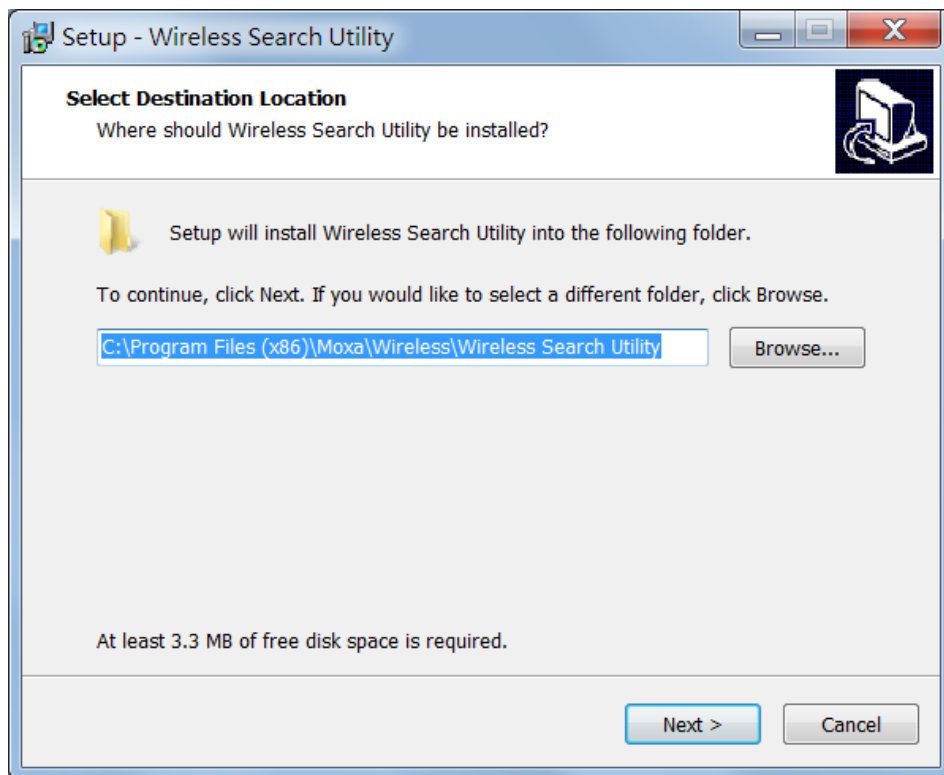 Setup - Wireless Search Utility
Select Destination Location
Where should Wireless Search Utility be installed?
Setup will install Wireless Search Utility into the following folder.
To continue, click Next. If you would like to select a different folder, click Browse.
C:\Program Files (x86)\Moxa\Wireless\Wireless Search Utility
Browse...
At least 3.3 MB of free disk space is required.
Next >
Cancel